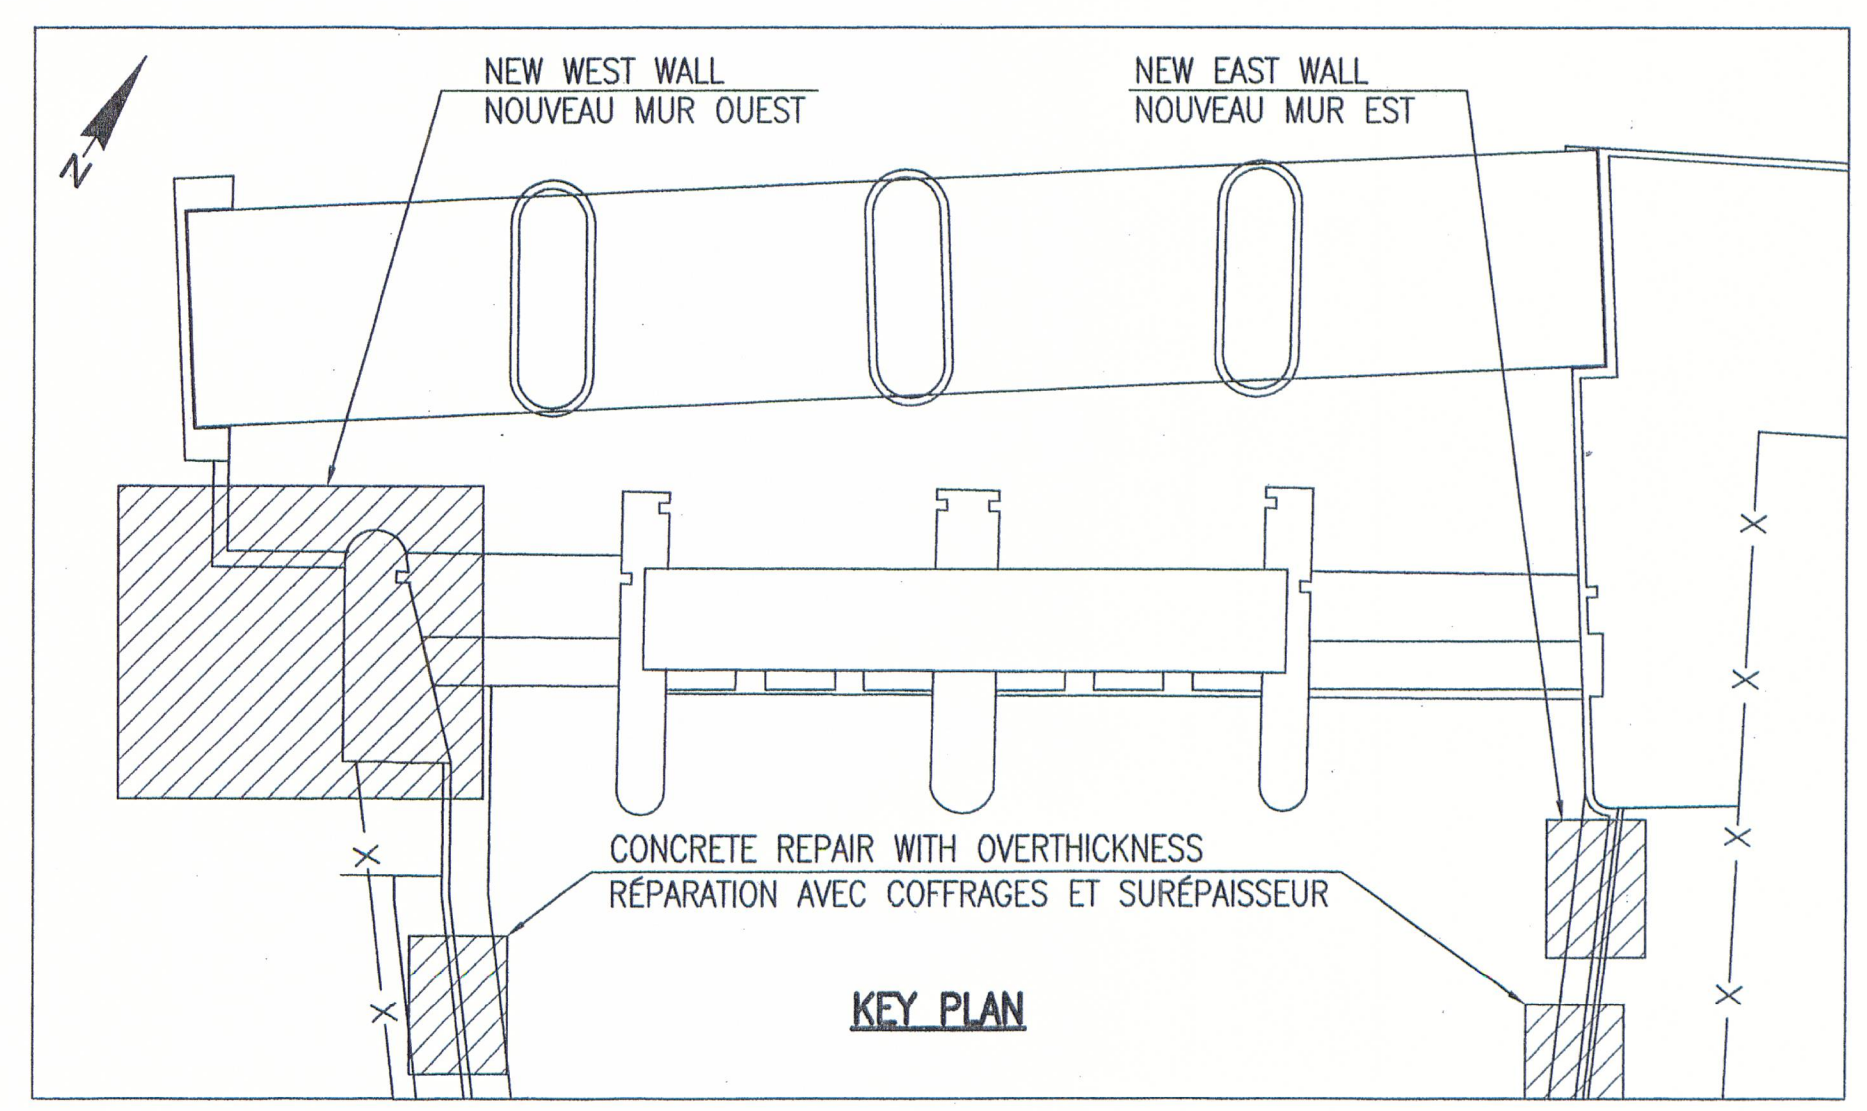 NEW WEST WALL
NOUVEAU MUR OUEST
NEW EAST WALL
NOUVEAU MUR EST
N
X
X
X
X
X
CONCRETE REPAIR WITH OVERTHICKNESS
RÉPARATION AVEC COFFRAGES ET SURÉPAISSEUR
X
X
KEY PLAN